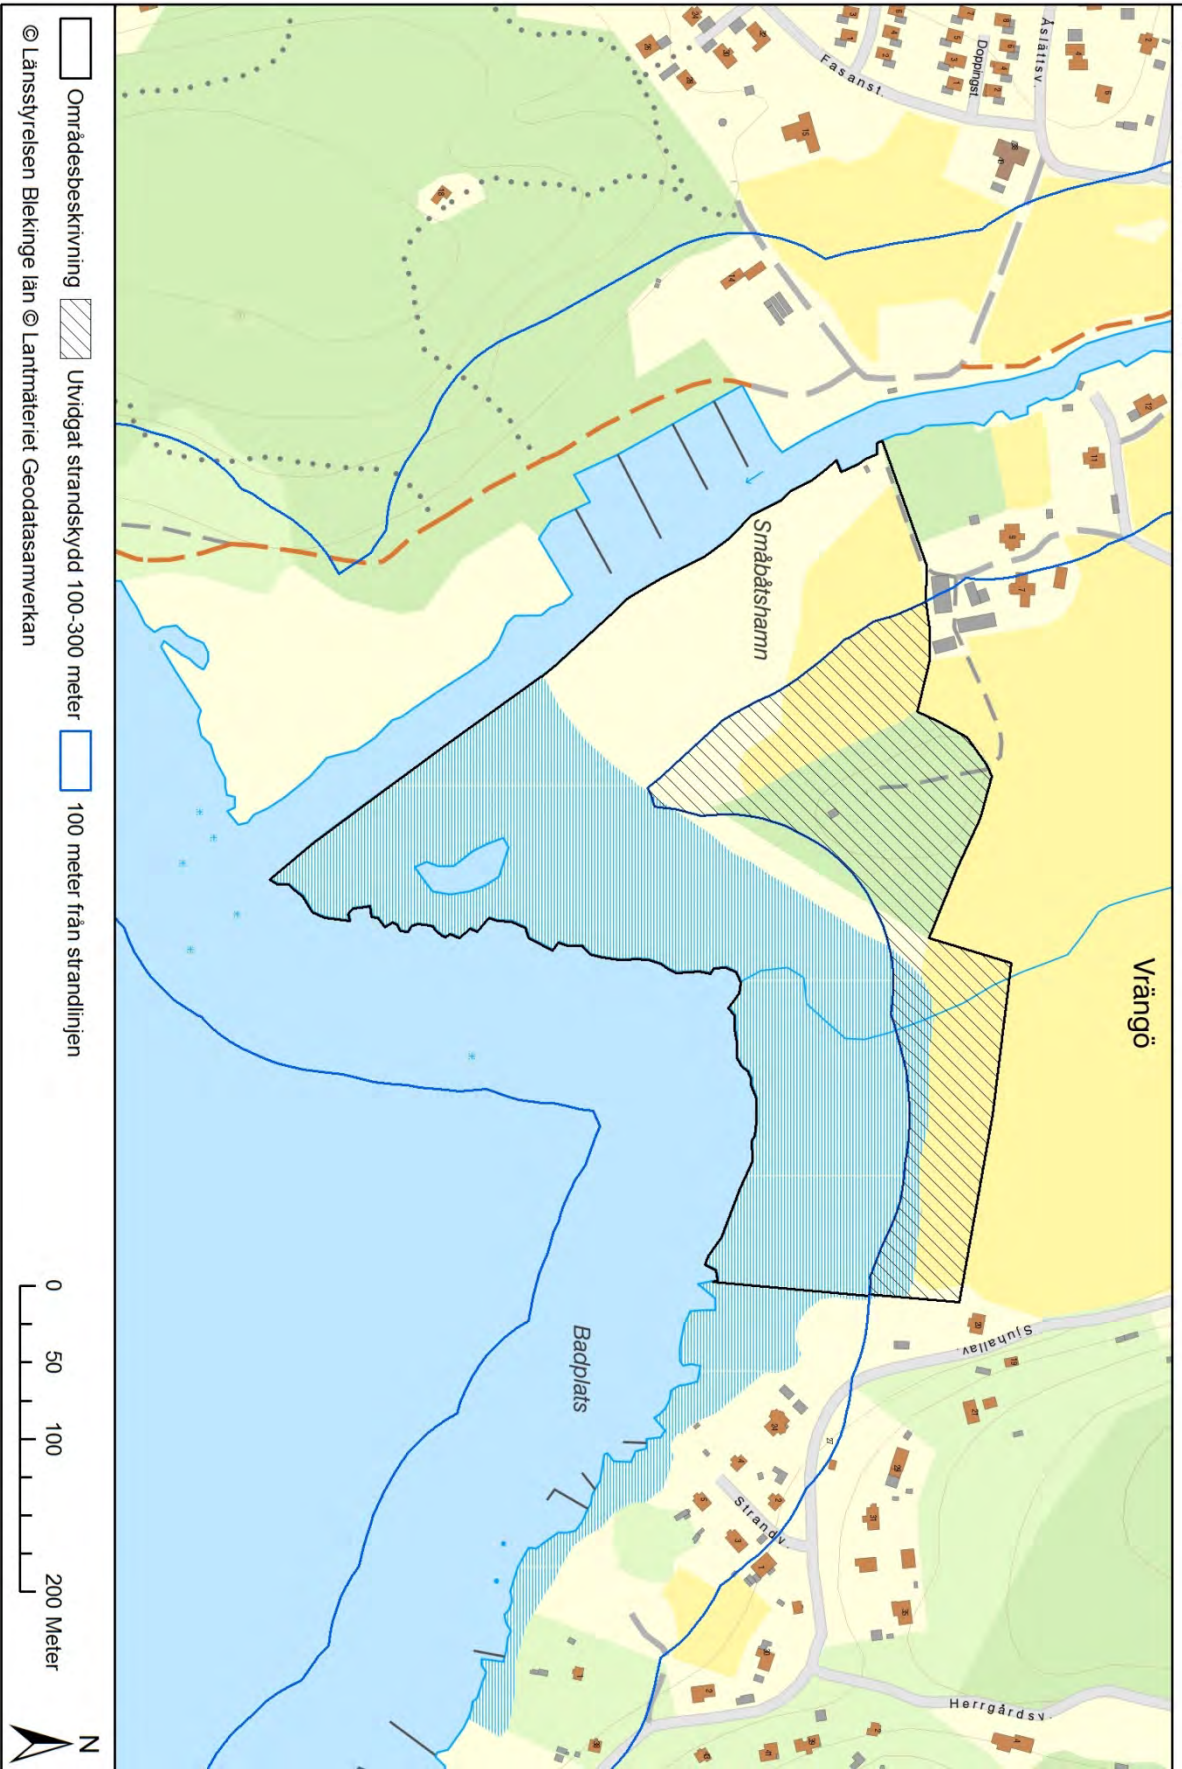 Vrängö
Åslättsv.
Doppingst.
Fasanst.
Småbåtshamn
Badplats
Sjuhallav.
Strandv.
Herrgårdsv.
Områdesbeskrivning Utvidgat strandskydd 100-300 meter 100 meter från strandlinjen
© Länsstyrelsen Blekinge län © Lantmäteriet Geodatasamverkan
0 50 100 200 Meter
N